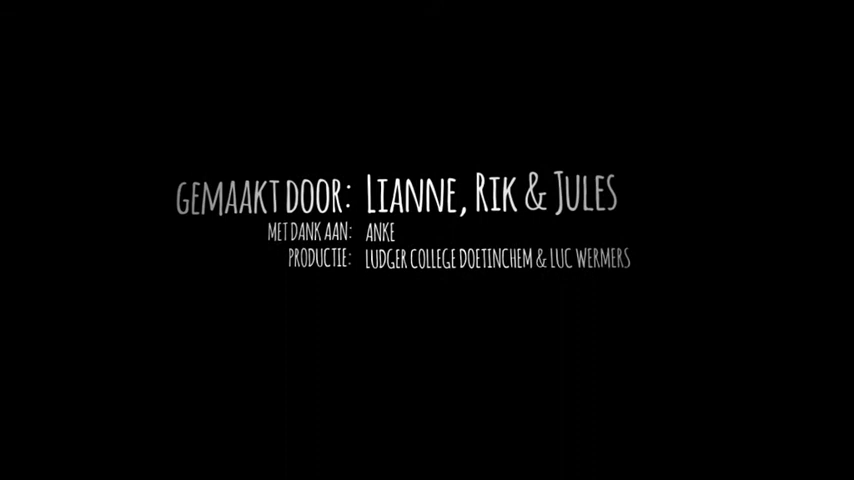 GEMAAKT DOOR: LIANNE, RIK & JULES
MET DANK AAN: ANKE
PRODUCTIE: LUDGER COLLEGE DOETINCHEM & LUC WERMERS